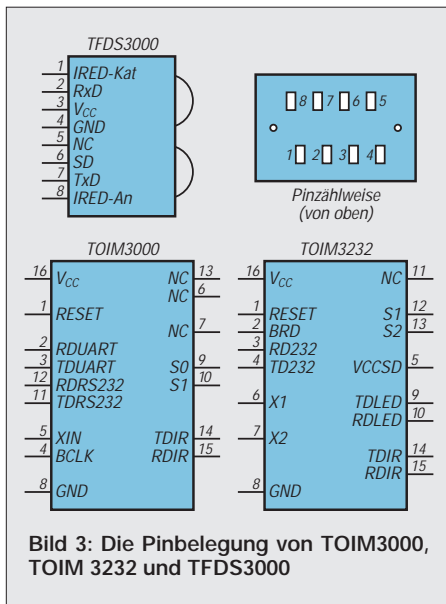 TFDS3000
1 IRED-Kat
2 RxD
3 VCC
4 GND
5 NC
6 SD
7 TxD
8 IRED-An
8 7 6 5
1 2 3 4
Pinzählweise
(von oben)
TOIM3000
16 VCC NC 13
NC 6
1 RESET
NC 7
2 RDUART
3 TDUART S0 9
12 RDRS232 S1 10
11 TDRS232
5 XIN TDIR 14
4 BCLK RDIR 15
8 GND
TOIM3232
16 VCC NC 11
1 RESET S1 12
2 BRD S2 13
3 RD232
4 TD232 VCCSD 5
6 X1 TDLED 9
RDLED 10
7 X2
TDIR 14
RDIR 15
8 GND
Bild 3: Die Pinbelegung von TOIM3000,
TOIM 3232 und TFDS3000